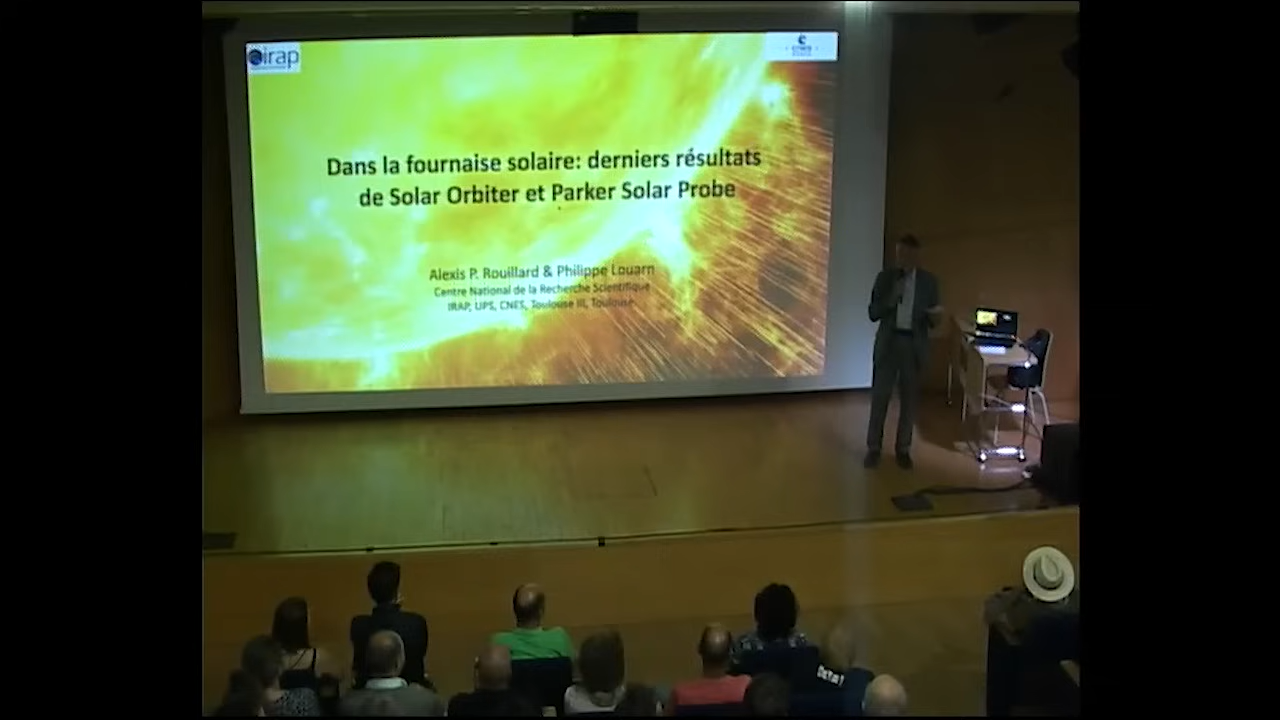 irap
cnes
Dans la fournaise solaire: derniers résultats
de Solar Orbiter et Parker Solar Probe
Alexis P. Rouillard & Philippe Louarn
Centre National de la Recherche Scientifique
IRAP, UPS, CNES, Toulouse III, Toulouse